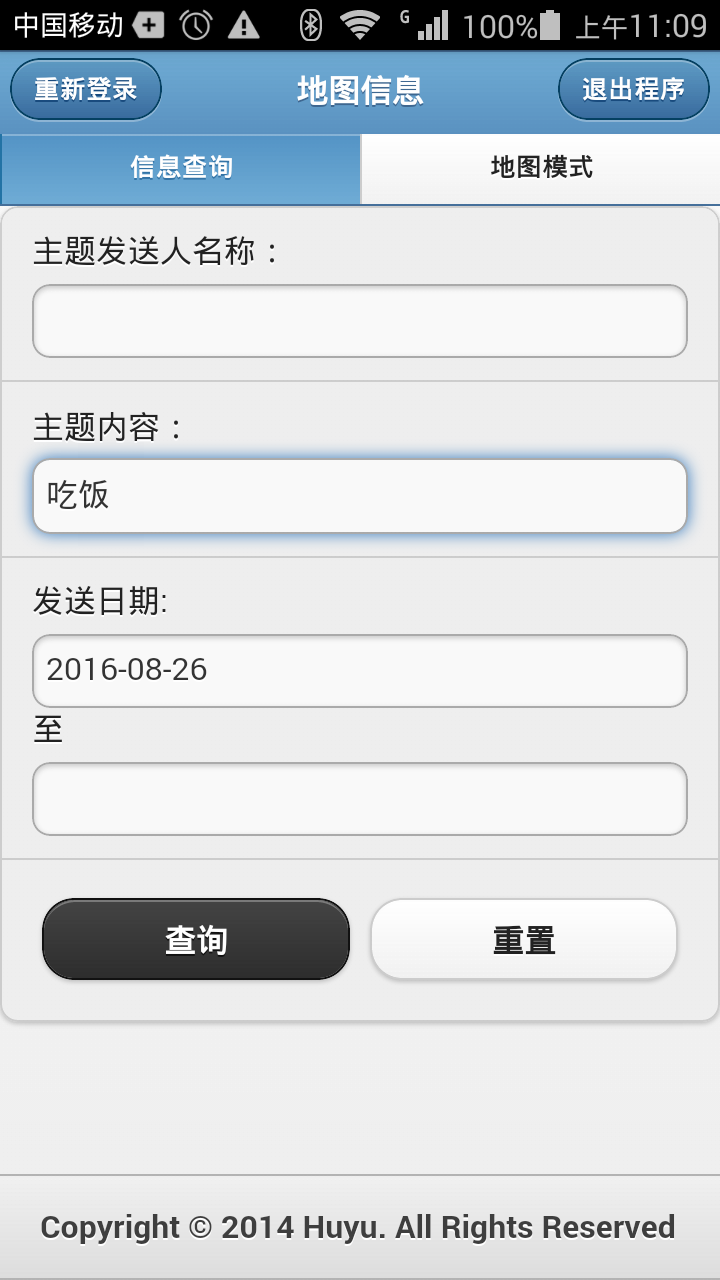 中国移动 G 100% 上午11:09
重新登录 地图信息 退出程序
信息查询 地图模式
主题发送人名称：
主题内容：
吃饭
发送日期:
2016-08-26
至
查询 重置
Copyright © 2014 Huyu. All Rights Reserved